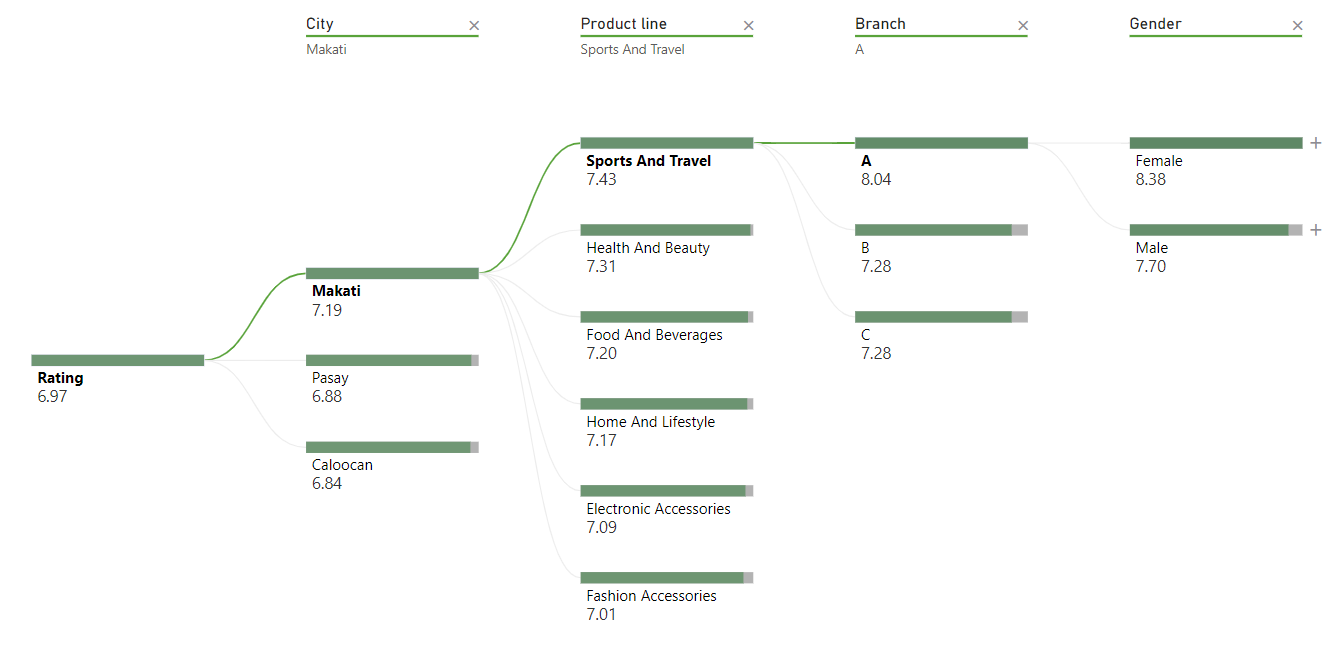 City
Makati
Product line
Sports And Travel
Branch
A
Gender
Rating
6.97
Makati
7.19
Pasay
6.88
Caloocan
6.84
Sports And Travel
7.43
Health And Beauty
7.31
Food And Beverages
7.20
Home And Lifestyle
7.17
Electronic Accessories
7.09
Fashion Accessories
7.01
A
8.04
B
7.28
C
7.28
Female
8.38
Male
7.70